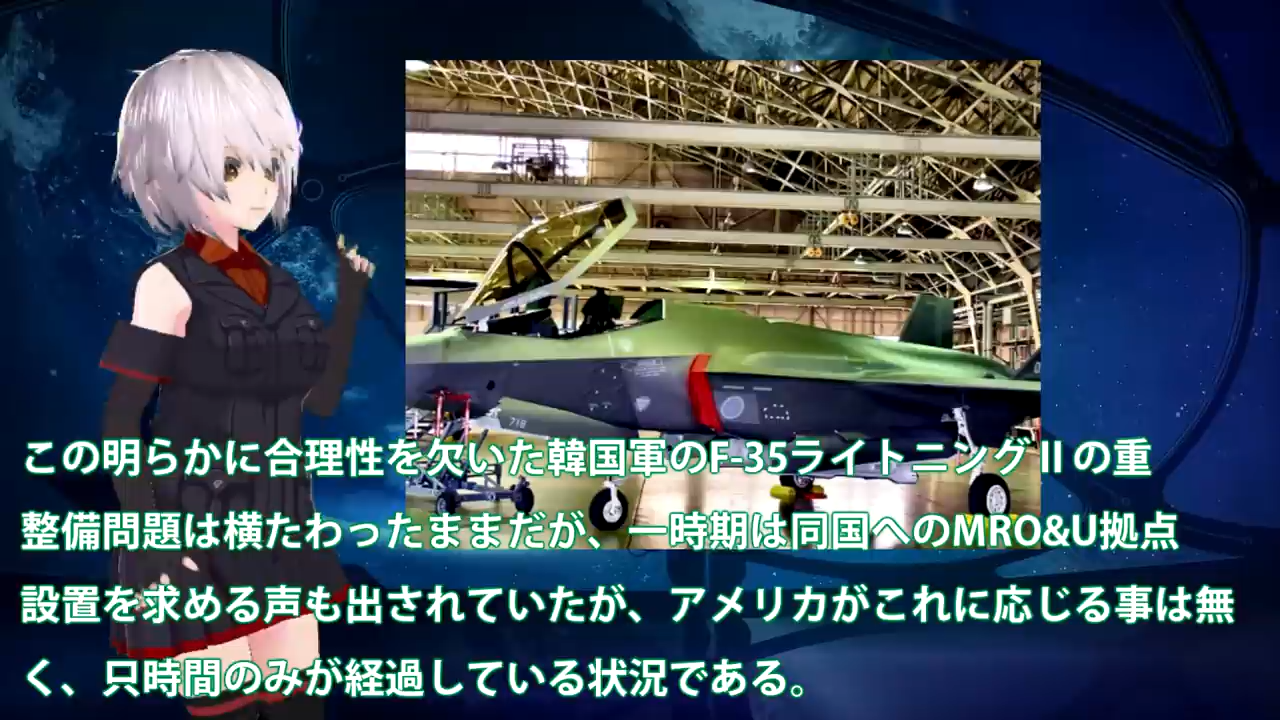 718
この明らかに合理性を欠いた韓国軍のF-35ライトニングⅡの重
整備問題は横たわったままだが、一時期は同国へのMRO&U拠点
設置を求める声も出されていたが、アメリカがこれに応じる事は無
く、只時間のみが経過している状況である。